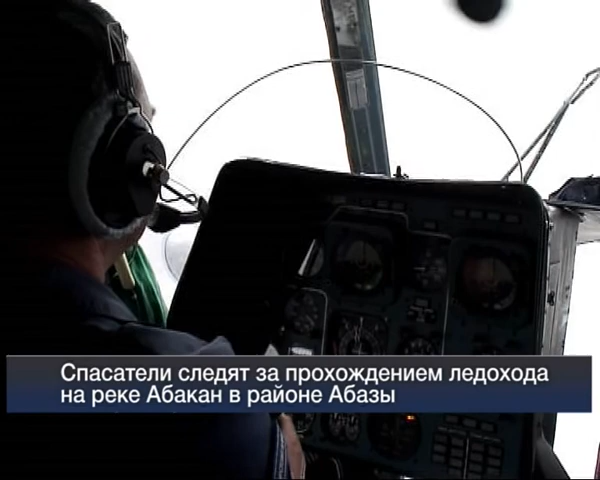 Спасатели следят за прохождением ледохода
на реке Абакан в районе Абазы